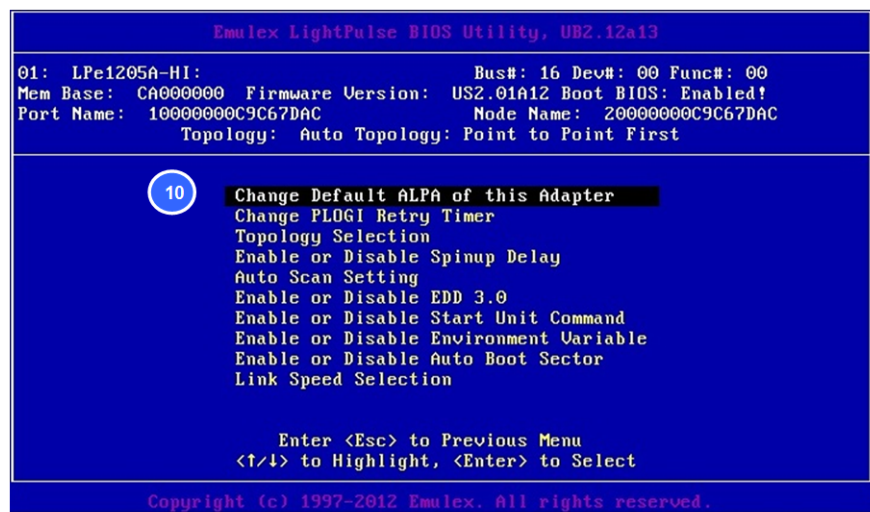 Emulex LightPulse BIOS Utility, UB2.12a13
01: LPe1205A-HI: Bus#: 16 Dev#: 00 Func#: 00
Mem Base: CA000000 Firmware Version: US2.01A12 Boot BIOS: Enabled!
Port Name: 10000000C9C67DAC Node Name: 20000000C9C67DAC
Topology: Auto Topology: Point to Point First
10
Change Default ALPA of this Adapter
Change PLOGI Retry Timer
Topology Selection
Enable or Disable Spinup Delay
Auto Scan Setting
Enable or Disable EDD 3.0
Enable or Disable Start Unit Command
Enable or Disable Environment Variable
Enable or Disable Auto Boot Sector
Link Speed Selection
Enter <Esc> to Previous Menu
<↑/↓> to Highlight, <Enter> to Select
Copyright (c) 1997-2012 Emulex. All rights reserved.